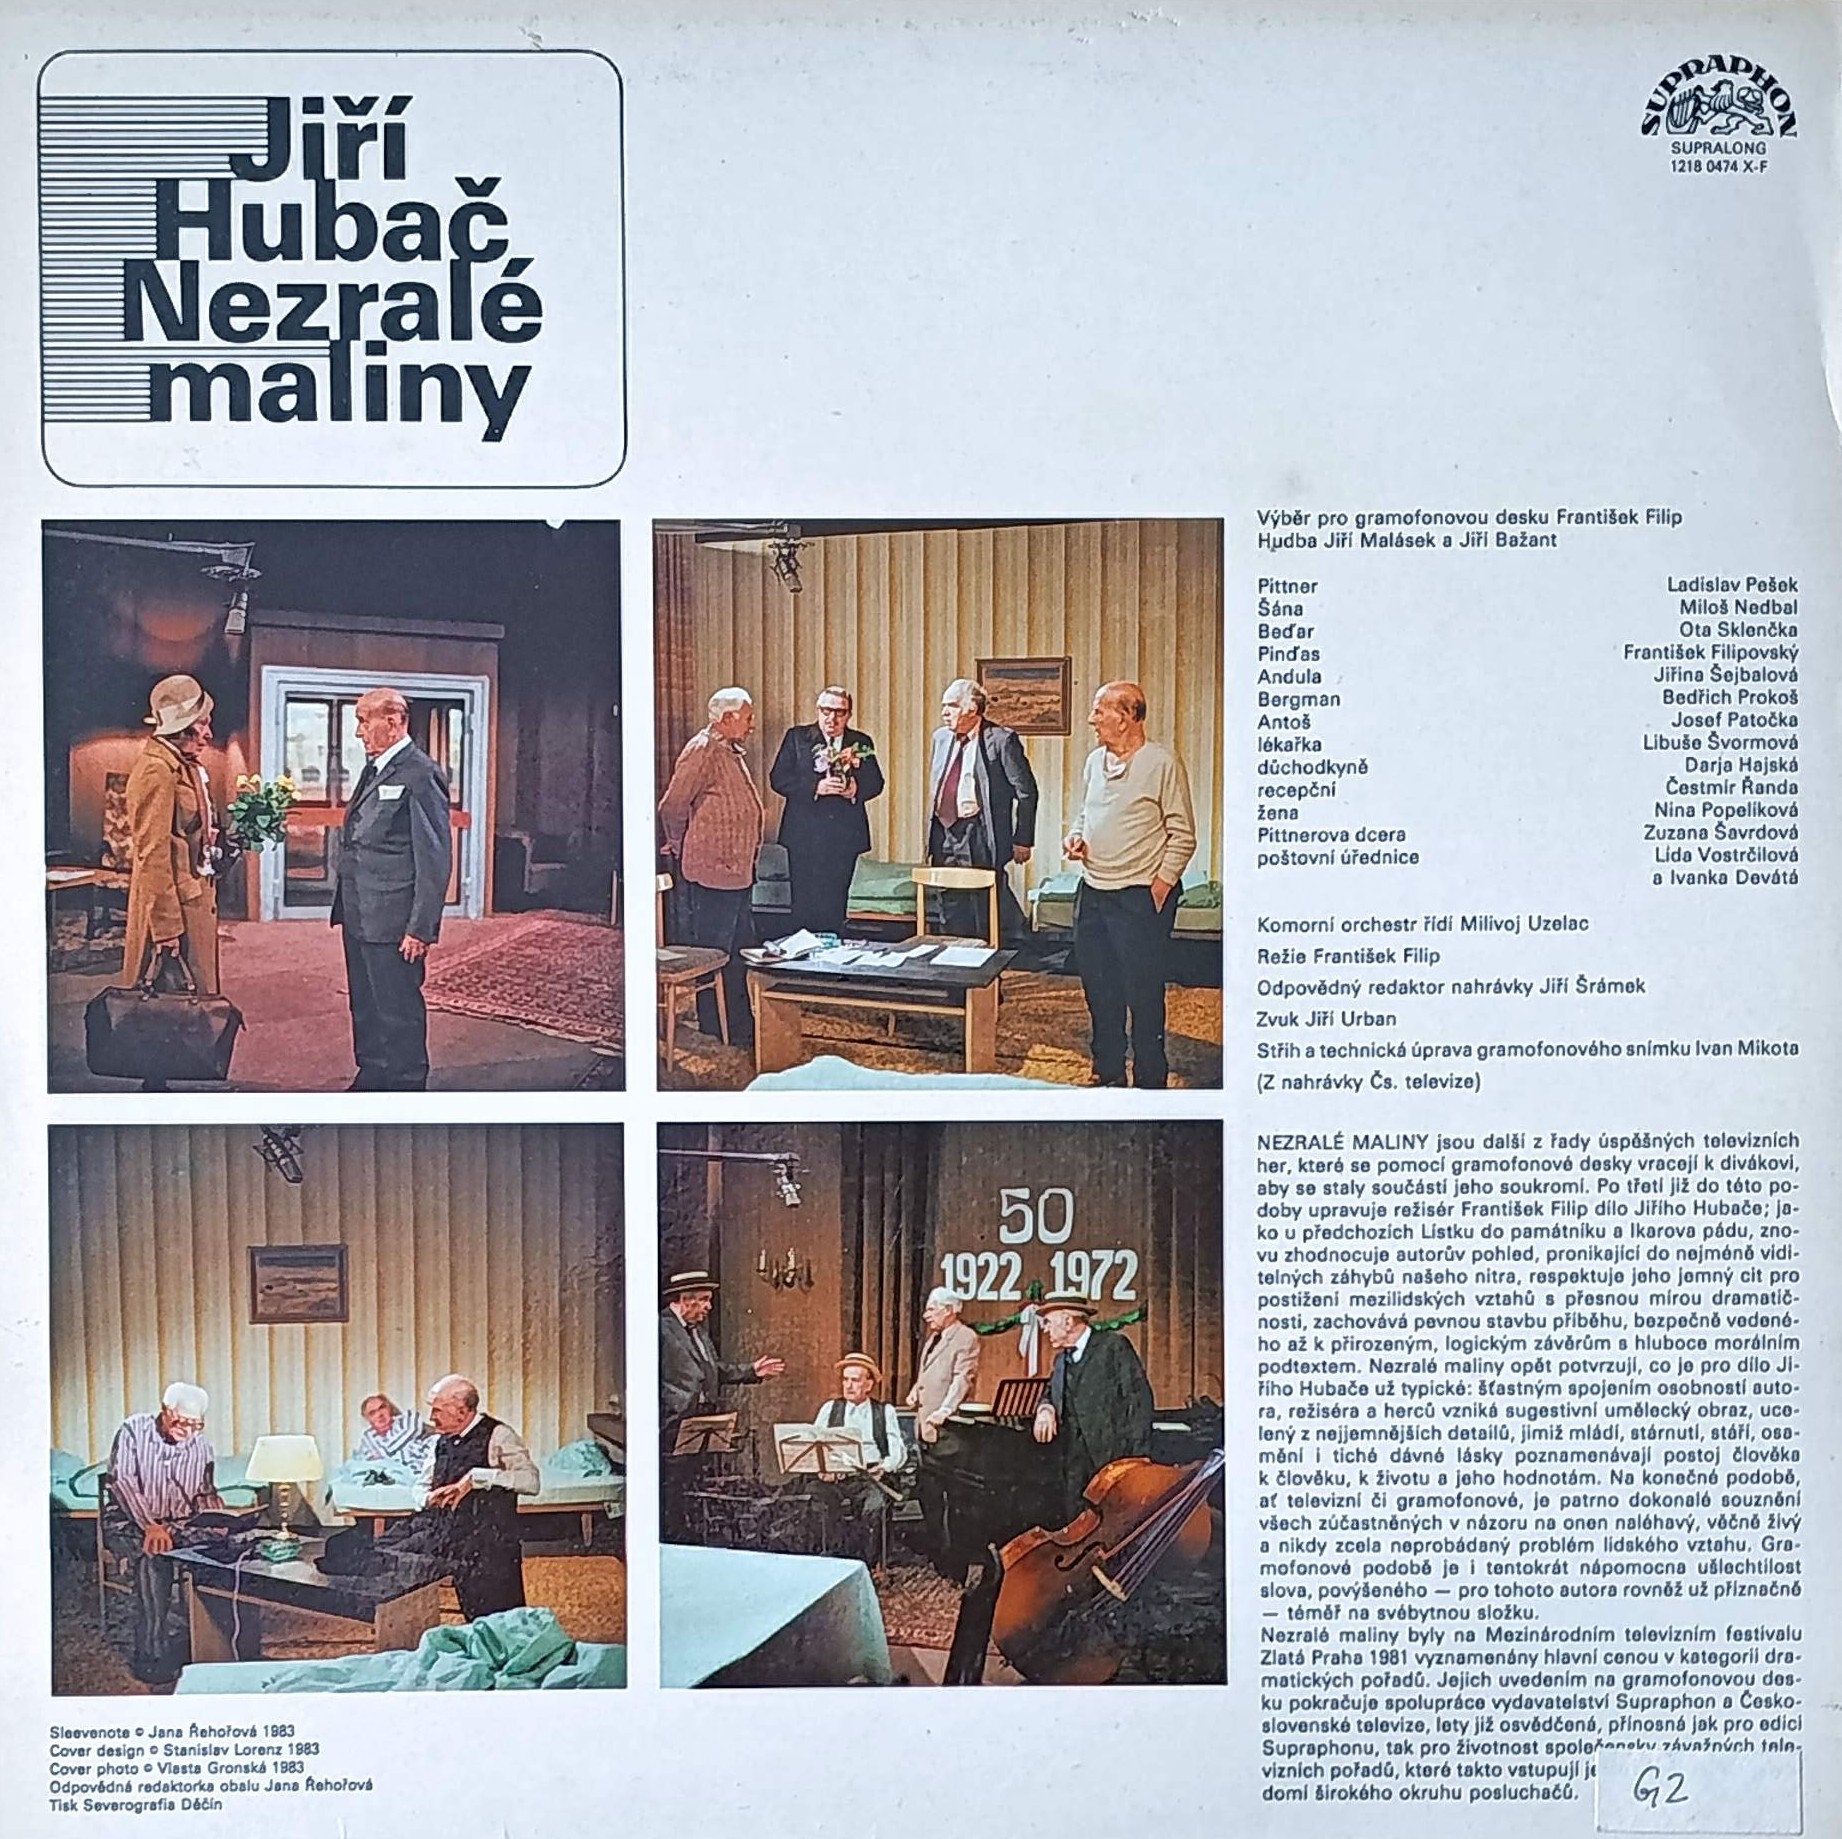 Jiří
Hubač
Nezralé
maliny
SUPRAPHON
SUPRALONG
1218 0474 X-F
Výběr pro gramofonovou desku František Filip
Hudba Jiří Malásek a Jiří Bažant
Pittner Ladislav Pešek
Šána Miloš Nedbal
Beďar Ota Sklenčka
Pinďas František Filipovský
Andula Jiřina Šejbalová
Bergman Bedřich Prokoš
Antoš Josef Patočka
lékařka Libuše Švormová
důchodkyně Darja Hajská
recepční Čestmír Řanda
žena Nina Popelíková
Pittnerova dcera Zuzana Šavrdová
poštovní úřednice Lída Vostrčilová
a Ivanka Devátá
Komorní orchestr řídí Milivoj Uzelac
Režie František Filip
Odpovědný redaktor nahrávky Jiří Šrámek
Zvuk Jiří Urban
Střih a technická úprava gramofonového snímku Ivan Mikota
(Z nahrávky Čs. televize)
NEZRALÉ MALINY jsou další z řady úspěšných televizních
her, které se pomocí gramofonové desky vracejí k divákovi,
aby se staly součástí jeho soukromí. Po třetí již do této po-
doby upravuje režisér František Filip dílo Jiřího Hubače; ja-
ko u předchozích Lístku do památníku a Ikarova pádu, zno-
vu zhodnocuje autorův pohled, pronikající do nejméně vidi-
telných záhybů našeho nitra, respektuje jeho jemný cit pro
postižení mezilidských vztahů s přesnou mírou dramatič-
nosti, zachovává pevnou stavbu příběhu, bezpečně vedené-
ho až k přirozeným, logickým závěrům s hluboce morálním
podtextem. Nezralé maliny opět potvrzují, co je pro dílo Ji-
řího Hubače už typické: šťastným spojením osobností auto-
ra, režiséra a herců vzniká sugestivní umělecký obraz, uce-
lený z nejjemnějších detailů, jimiž mládí, stárnutí, stáří, osa-
mění i tiché dávné lásky poznamenávají postoj člověka
k člověku, k životu a jeho hodnotám. Na konečné podobě,
ať televizní či gramofonové, je patrno dokonalé souznění
všech zúčastněných v názoru na onen naléhavý, věčně živý
a nikdy zcela neprobádaný problém lidského vztahu. Gra-
mofonové podobě je i tentokrát nápomocna ušlechtilost
slova, povýšeného — pro tohoto autora rovněž už příznačně
— téměř na svébytnou složku.
Nezralé maliny byly na Mezinárodním televizním festivalu
Zlatá Praha 1981 vyznamenány hlavní cenou v kategorii dra-
matických pořadů. Jejich uvedením na gramofonovou des-
ku pokračuje spolupráce vydavatelství Supraphon a Česko-
slovenské televize, lety již osvědčená, přínosná jak pro edici
Supraphonu, tak pro životnost společensky závažných tele-
vizních pořadů, které takto vstupují
domí širokého okruhu posluchačů.
G2
50
1922 1972
Sleevenote © Jana Řehořová 1983
Cover design © Stanislav Lorenz 1983
Cover photo © Vlasta Gronská 1983
Odpovědná redaktorka obalu Jana Řehořová
Tisk Severografia Děčín